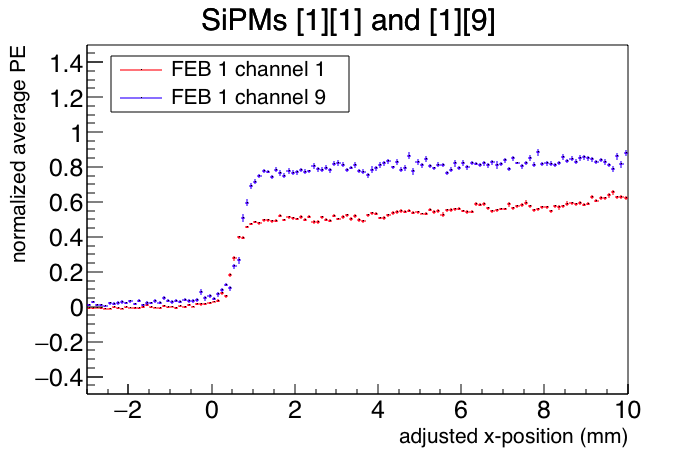 SiPMs [1][1] and [1][9]
normalized average PE
1.4
1.2
1
0.8
0.6
0.4
0.2
0
−0.2
−0.4
FEB 1 channel 1
FEB 1 channel 9
−2 0 2 4 6 8 10
adjusted x-position (mm)